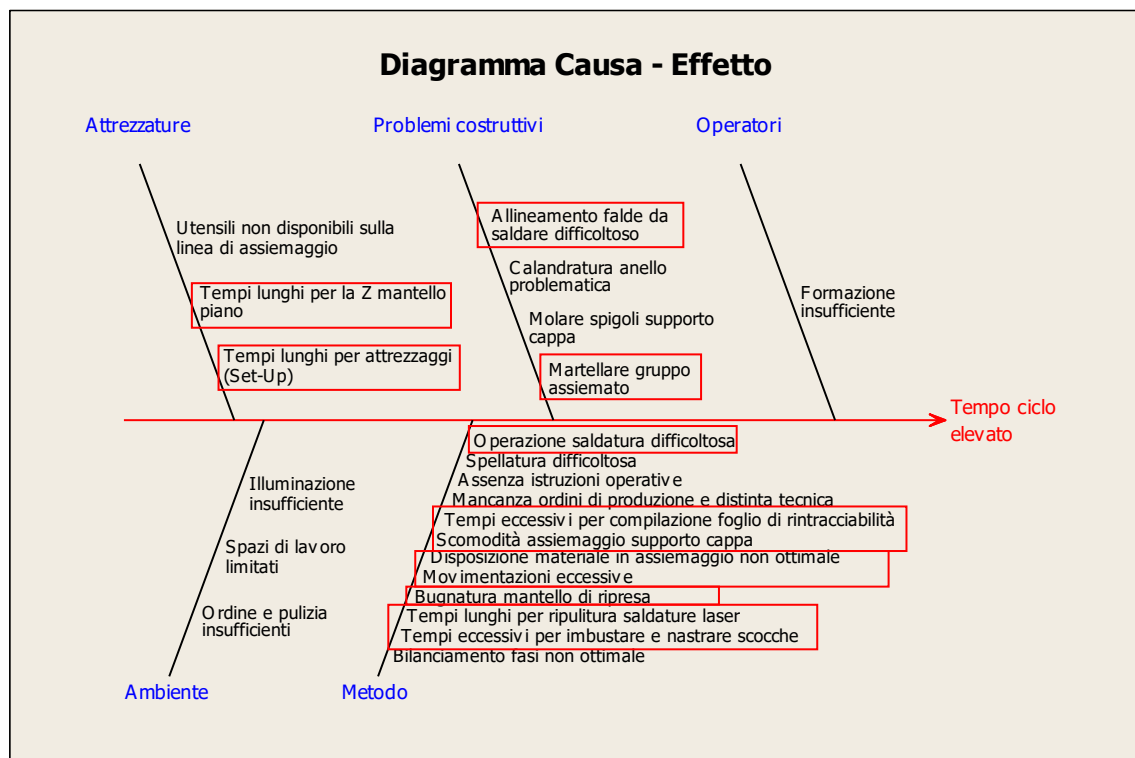 Diagramma Causa - Effetto
Attrezzature
Problemi costruttivi
Operatori
Utensili non disponibili sulla
linea di assiemaggio
Tempi lunghi per la Z mantello
piano
Tempi lunghi per attrezzaggi
(Set-Up)
Allineamento falde da
saldare difficoltoso
Calandratura anello
problematica
Molare spigoli supporto
cappa
Martellare gruppo
assiemato
Formazione
insufficiente
Tempo ciclo
elevato
Illuminazione
insufficiente
Spazi di lavoro
limitati
Ordine e pulizia
insufficienti
Operazione saldatura difficoltosa
Spellatura difficoltosa
Assenza istruzioni operative
Mancanza ordini di produzione e distinta tecnica
Tempi eccessivi per compilazione foglio di rintracciabilità
Scomodità assiemaggio supporto cappa
Disposizione materiale in assiemaggio non ottimale
Movimentazioni eccessive
Bugnatura mantello di ripresa
Tempi lunghi per ripulitura saldature laser
Tempi eccessivi per imbustare e nastrare scocche
Bilanciamento fasi non ottimale
Ambiente
Metodo